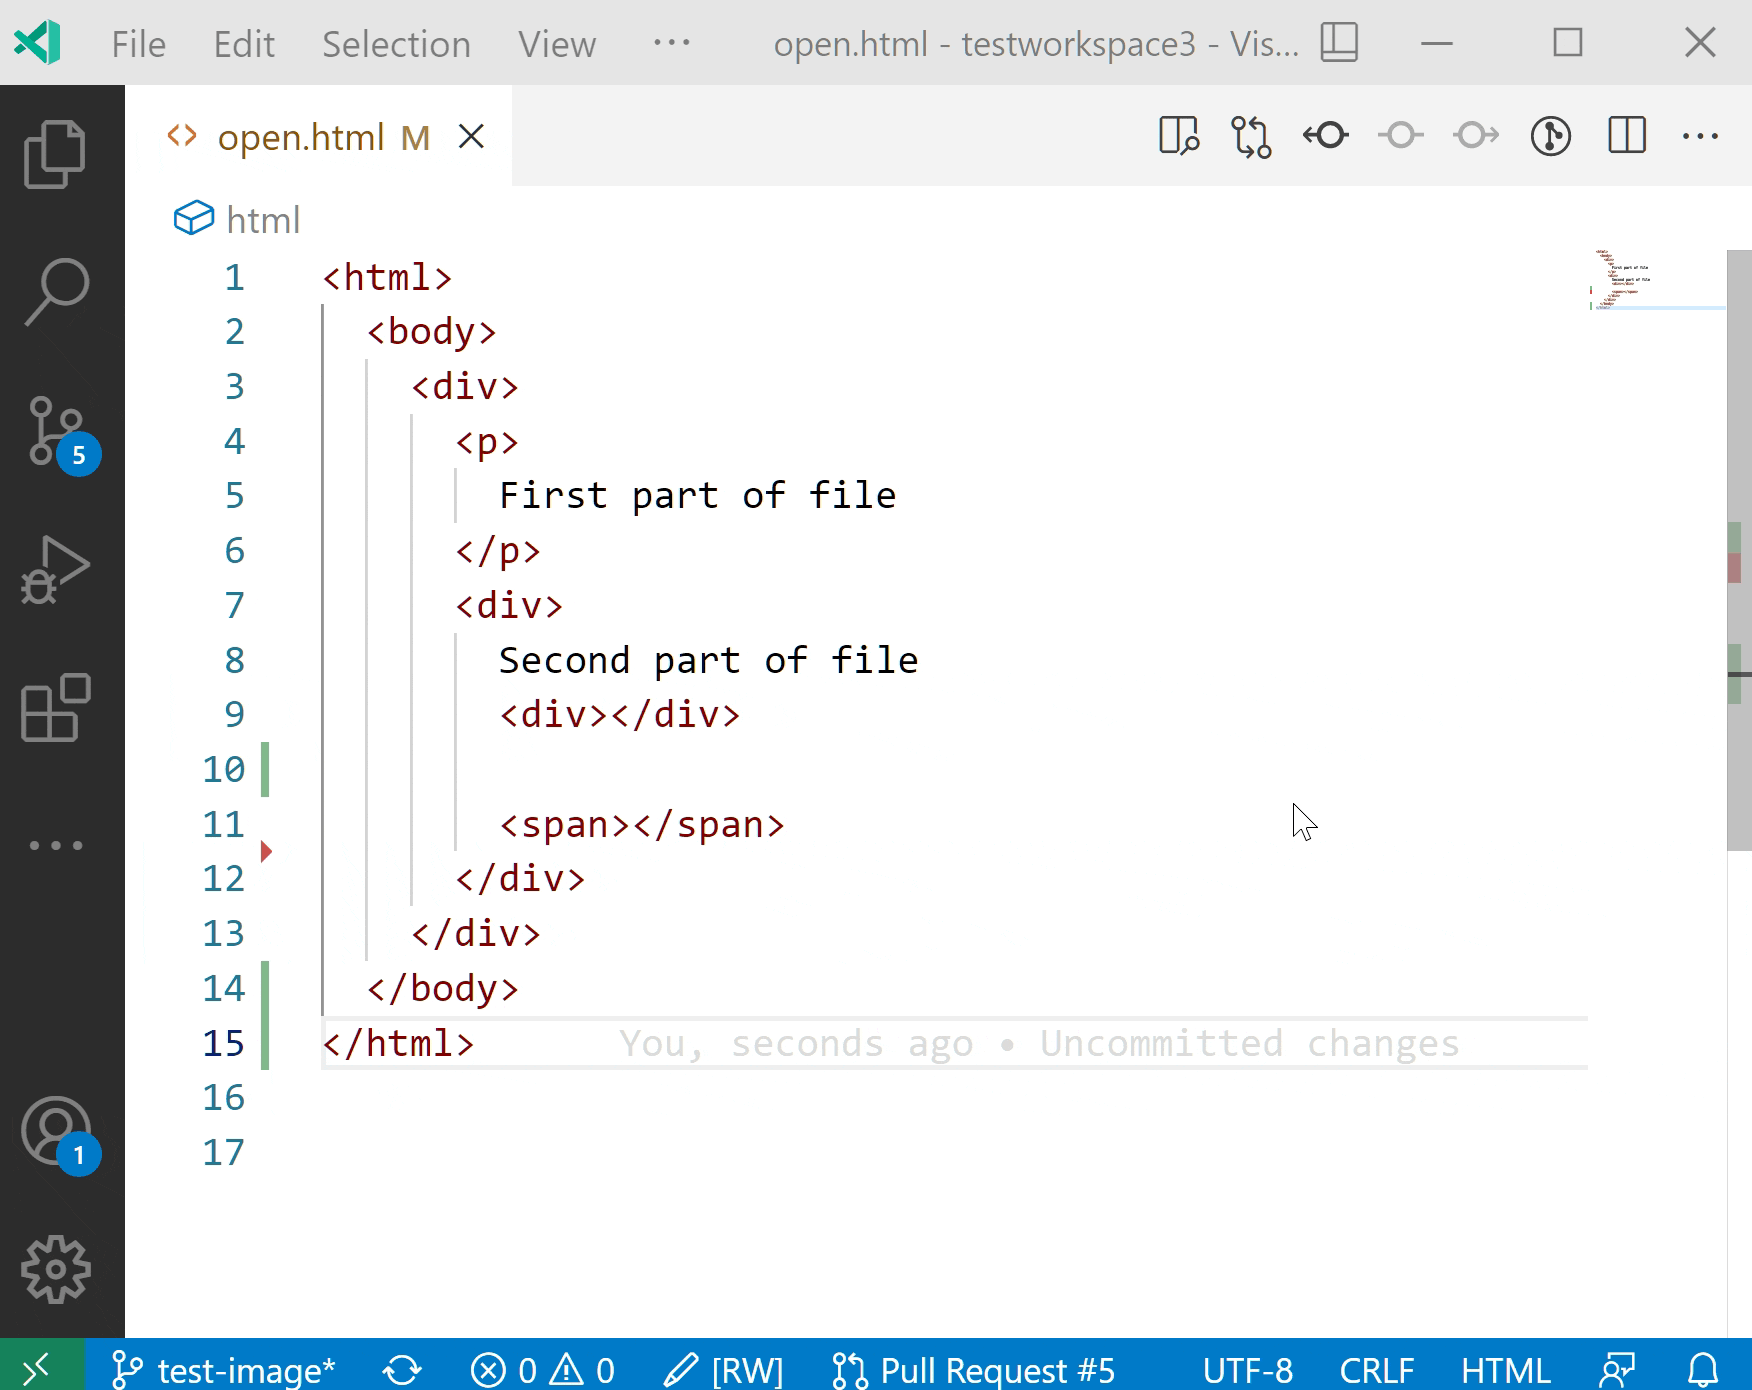 File Edit Selection View ··· open.html - testworkspace3 - Vis...
open.html M
html
1 <html>
2 <body>
3 <div>
4 <p>
5 First part of file
6 </p>
7 <div>
8 Second part of file
9 <div></div>
10
11 <span></span>
12 </div>
13 </div>
14 </body>
15 </html> You, seconds ago • Uncommitted changes
16
17
5
1
test-image* 0 0 [RW] Pull Request #5 UTF-8 CRLF HTML